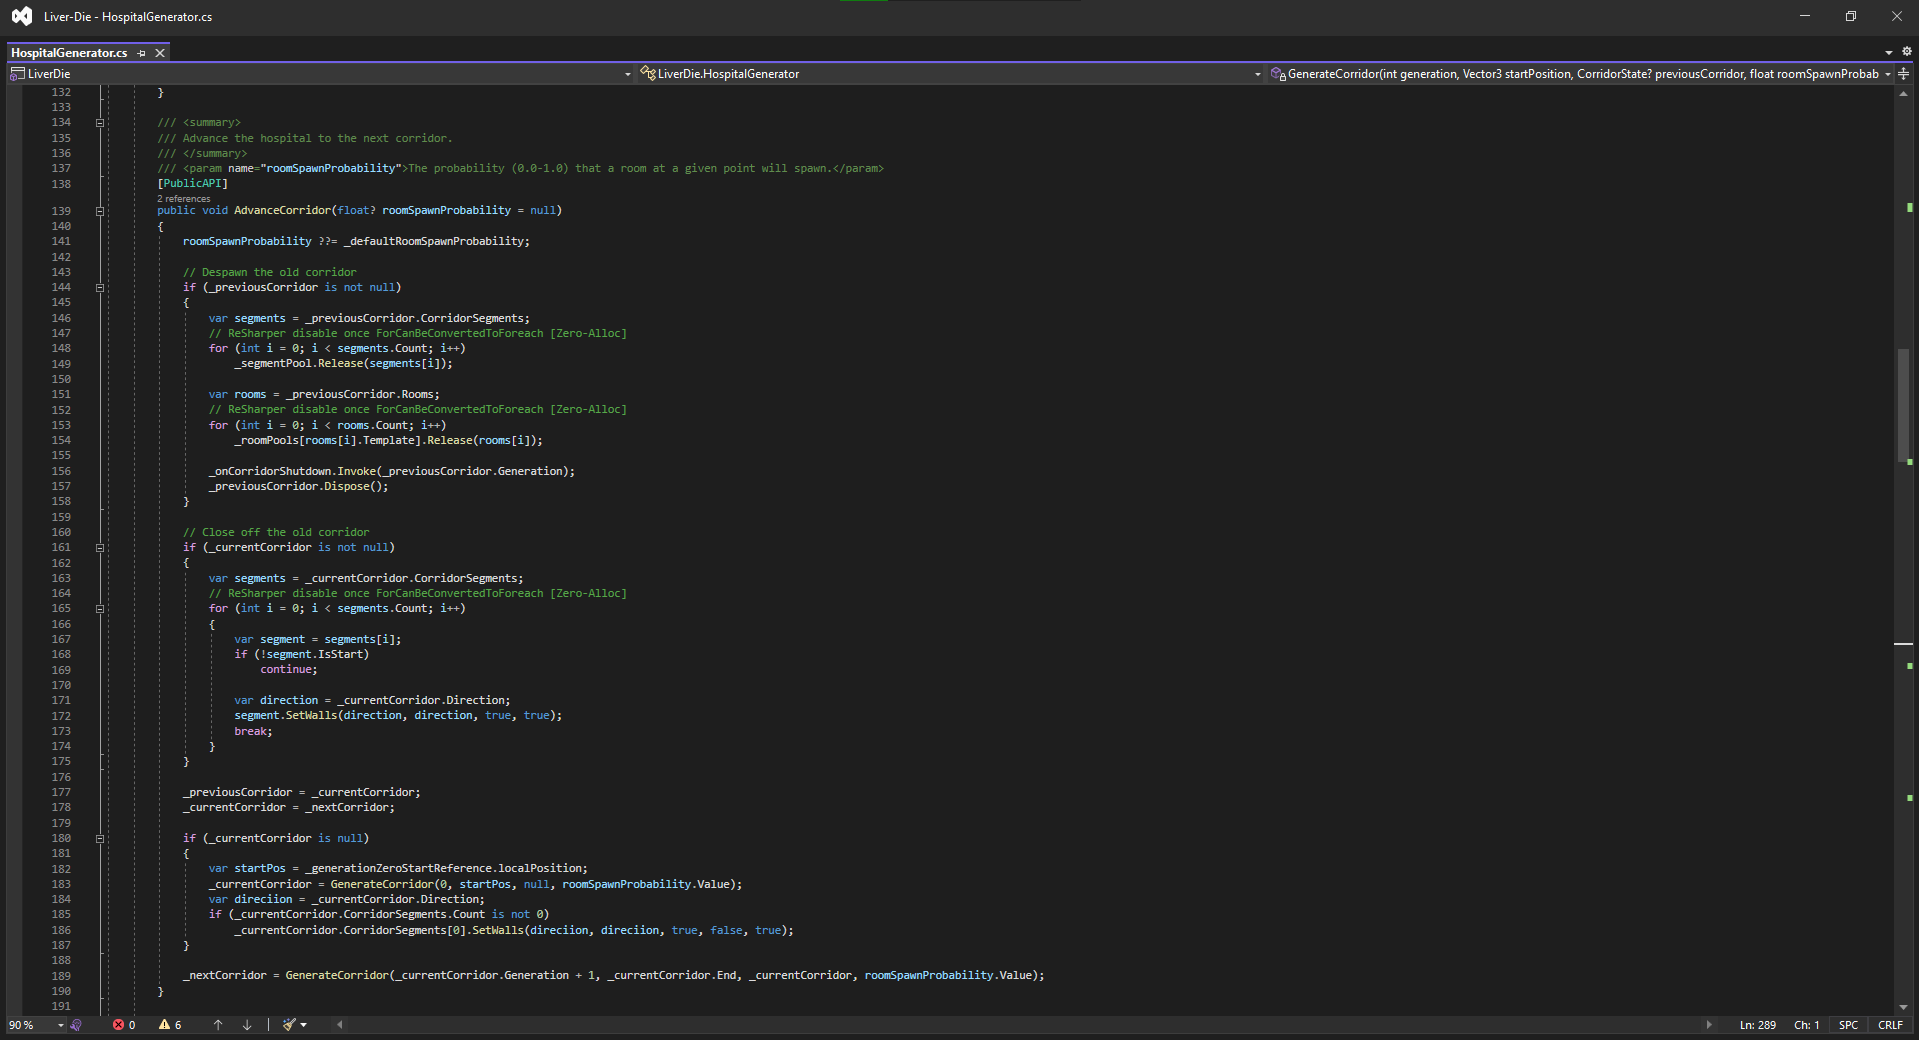 Liver-Die - HospitalGenerator.cs
HospitalGenerator.cs
LiverDie
LiverDie.HospitalGenerator
GenerateCorridor(int generation, Vector3 startPosition, CorridorState? previousCorridor, float roomSpawnProbab
132 }
133
134 /// <summary>
135 /// Advance the hospital to the next corridor.
136 /// </summary>
137 /// <param name="roomSpawnProbability">The probability (0.0-1.0) that a room at a given point will spawn.</param>
138 [PublicAPI]
2 references
139 public void AdvanceCorridor(float? roomSpawnProbability = null)
140 {
141 roomSpawnProbability ??= _defaultRoomSpawnProbability;
142
143 // Despawn the old corridor
144 if (_previousCorridor is not null)
145 {
146 var segments = _previousCorridor.CorridorSegments;
147 // ReSharper disable once ForCanBeConvertedToForeach [Zero-Alloc]
148 for (int i = 0; i < segments.Count; i++)
149 _segmentPool.Release(segments[i]);
150
151 var rooms = _previousCorridor.Rooms;
152 // ReSharper disable once ForCanBeConvertedToForeach [Zero-Alloc]
153 for (int i = 0; i < rooms.Count; i++)
154 _roomPools[rooms[i].Template].Release(rooms[i]);
155
156 _onCorridorShutdown.Invoke(_previousCorridor.Generation);
157 _previousCorridor.Dispose();
158 }
159
160 // Close off the old corridor
161 if (_currentCorridor is not null)
162 {
163 var segments = _currentCorridor.CorridorSegments;
164 // ReSharper disable once ForCanBeConvertedToForeach [Zero-Alloc]
165 for (int i = 0; i < segments.Count; i++)
166 {
167 var segment = segments[i];
168 if (!segment.IsStart)
169 continue;
170
171 var direction = _currentCorridor.Direction;
172 segment.SetWalls(direction, direction, true, true);
173 break;
174 }
175 }
176
177 _previousCorridor = _currentCorridor;
178 _currentCorridor = _nextCorridor;
179
180 if (_currentCorridor is null)
181 {
182 var startPos = _generationZeroStartReference.localPosition;
183 _currentCorridor = GenerateCorridor(0, startPos, null, roomSpawnProbability.Value);
184 var direciion = _currentCorridor.Direction;
185 if (_currentCorridor.CorridorSegments.Count is not 0)
186 _currentCorridor.CorridorSegments[0].SetWalls(direciion, direciion, true, false, true);
187 }
188
189 _nextCorridor = GenerateCorridor(_currentCorridor.Generation + 1, _currentCorridor.End, _currentCorridor, roomSpawnProbability.Value);
190 }
191
90 % 0 6 Ln: 289 Ch: 1 SPC CRLF